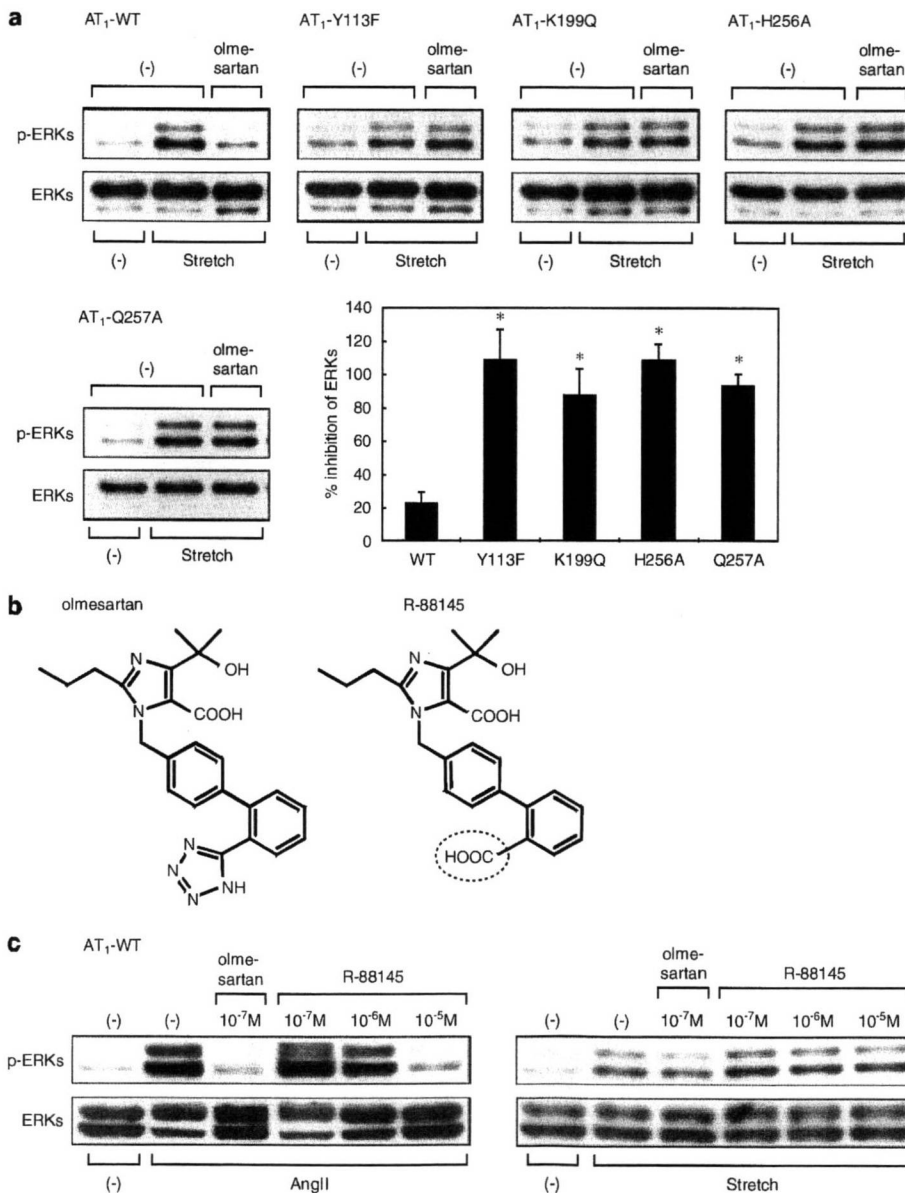 a
AT1-WT AT1-Y113F AT1-K199Q AT1-H256A
olme-
sartan
(-)
olme-
sartan
(-)
olme-
sartan
(-)
olme-
sartan
(-)
p-ERKs
ERKs
(-) Stretch (-) Stretch (-) Stretch (-) Stretch
AT1-Q257A
olme-
sartan
(-)
p-ERKs
ERKs
(-) Stretch
% inhibition of ERKs
140
120
100
80
60
40
20
0
* * * *
WT Y113F K199Q H256A Q257A
b
olmesartan R-88145
N OH
N COOH
N N
N NH
N OH
N COOH
HOOC
c
AT1-WT
olme-
sartan R-88145
(-) (-) 10-7M 10-7M 10-6M 10-5M
p-ERKs
ERKs
(-) AngII
olme-
sartan R-88145
(-) (-) 10-7M 10-7M 10-6M 10-5M
(-) Stretch